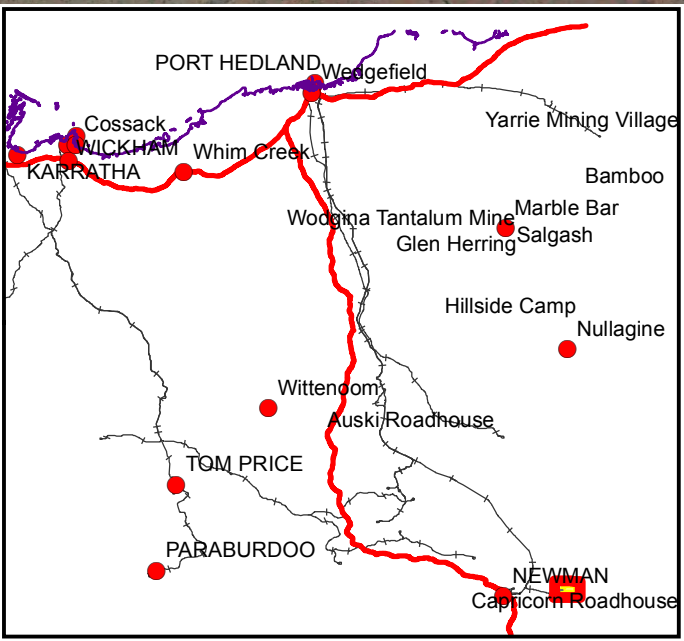 PORT HEDLAND
Wedgefield
Yarrie Mining Village
Cossack
WICKHAM
Whim Creek
KARRATHA
Bamboo
Marble Bar
Woogina Tantalum Mine
Salgash
Glen Herring
Hillside Camp
Nullagine
Wittenoom
Auski Roadhouse
TOM PRICE
PARABURDOO
NEWMAN
Capricorn Roadhouse